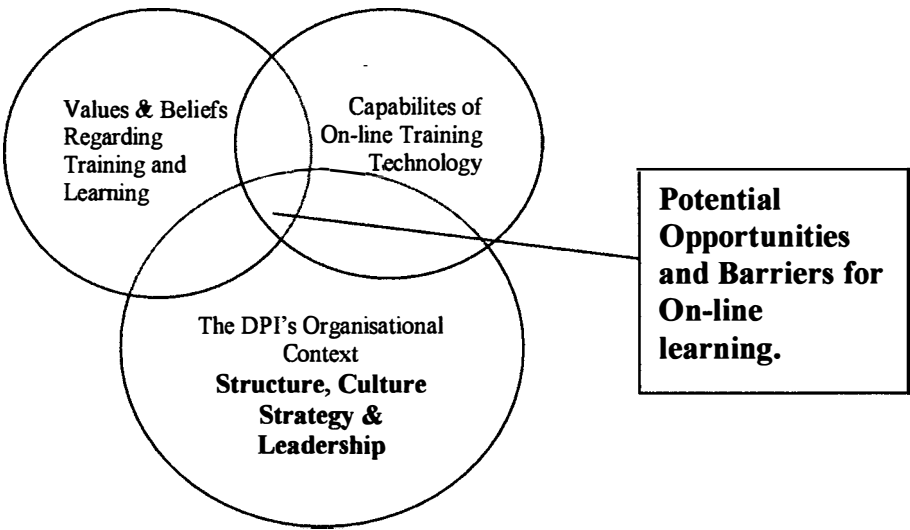 Values & Beliefs
Regarding
Training and
Learning
Capabilites of
On-line Training
Technology
The DPI's Organisational
Context
Structure, Culture
Strategy &
Leadership
Potential
Opportunities
and Barriers for
On-line
learning.